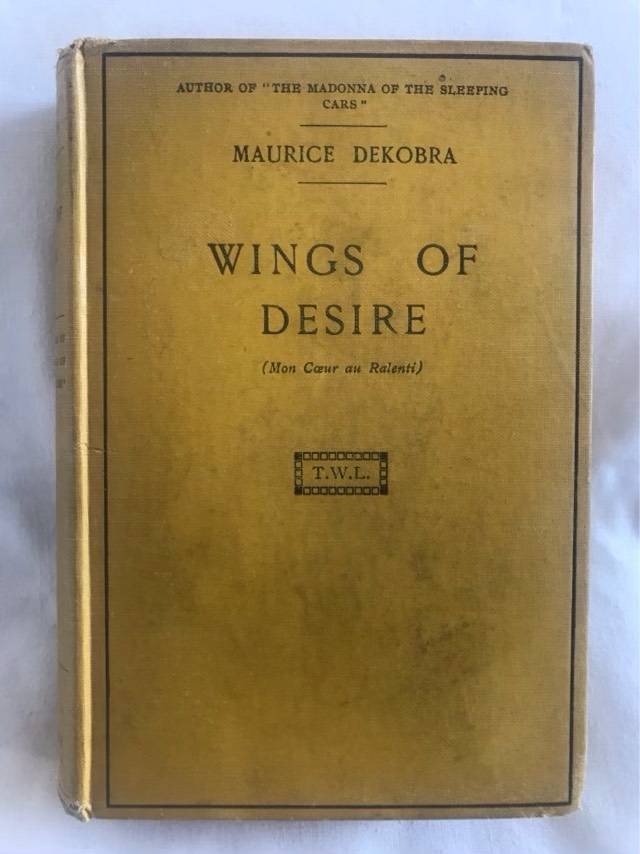 AUTHOR OF "THE MADONNA OF THE SLEEPING
CARS"
MAURICE DEKOBRA
WINGS OF
DESIRE
(Mon Cœur au Ralenti)
T.W.L.